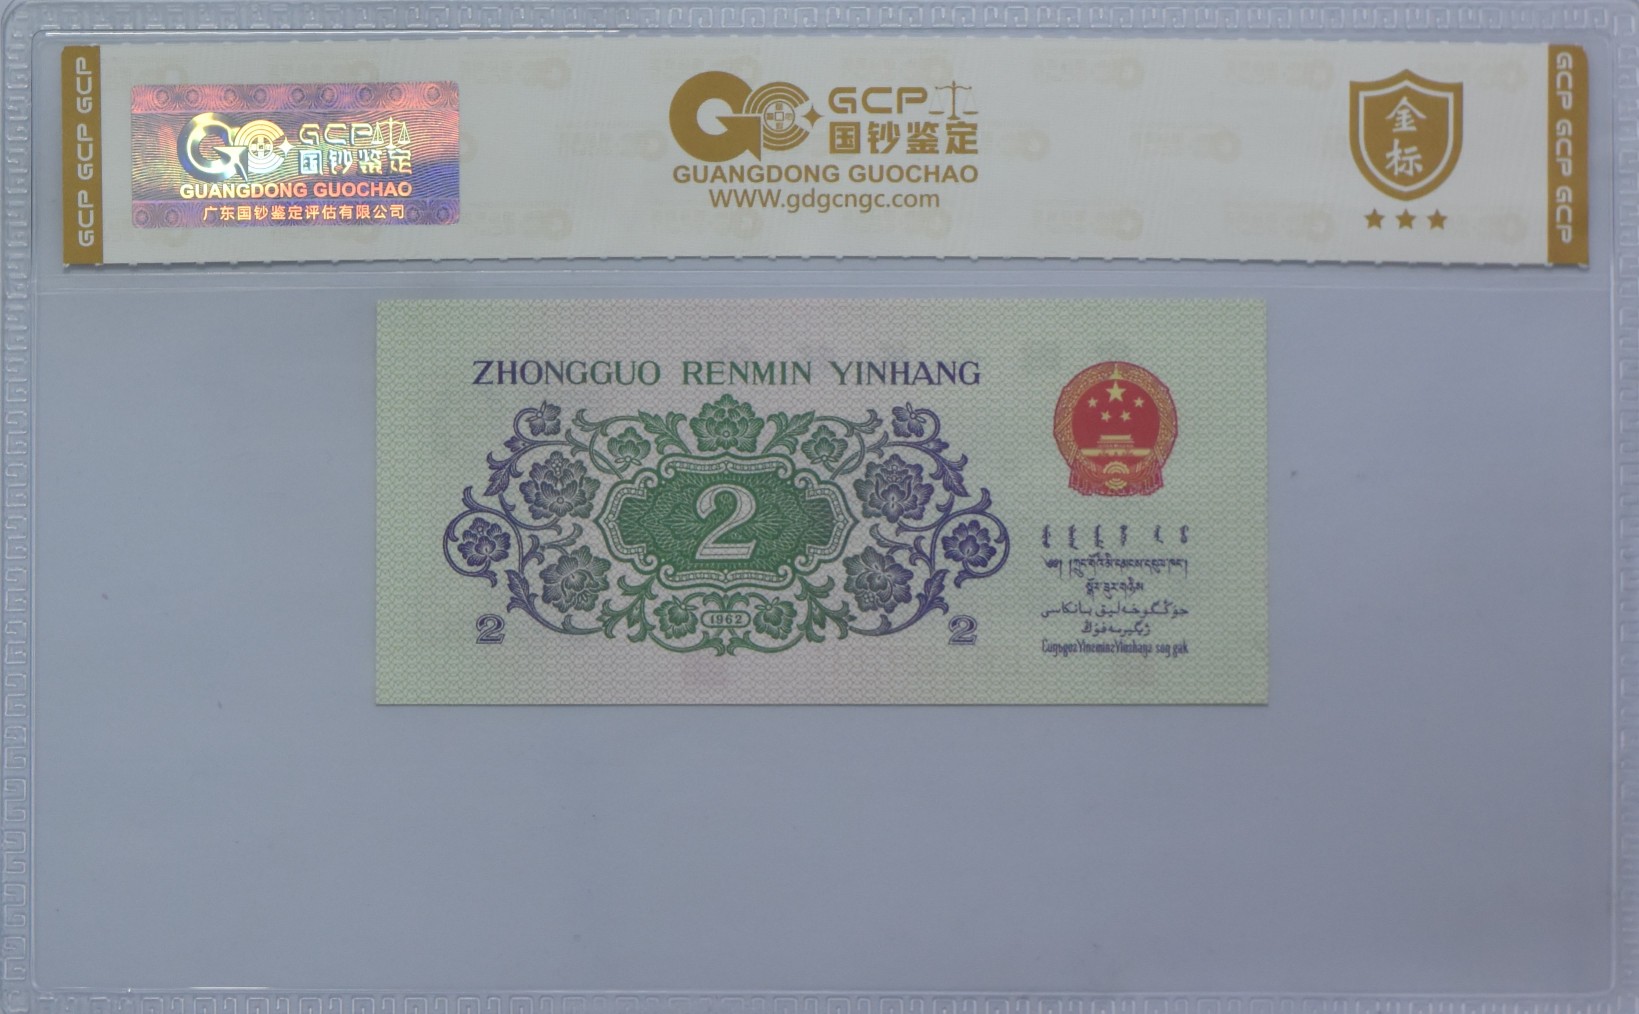 GCP GCP GCP
GCP
国钞鉴定
GUANGDONG GUOCHAO
广东国钞鉴定评估有限公司
GCP
国钞鉴定
GUANGDONG GUOCHAO
WWW.gdgcngc.com
金
标
GCP GCP GCP
ZHONGGUO RENMIN YINHANG
2
1962
2
2